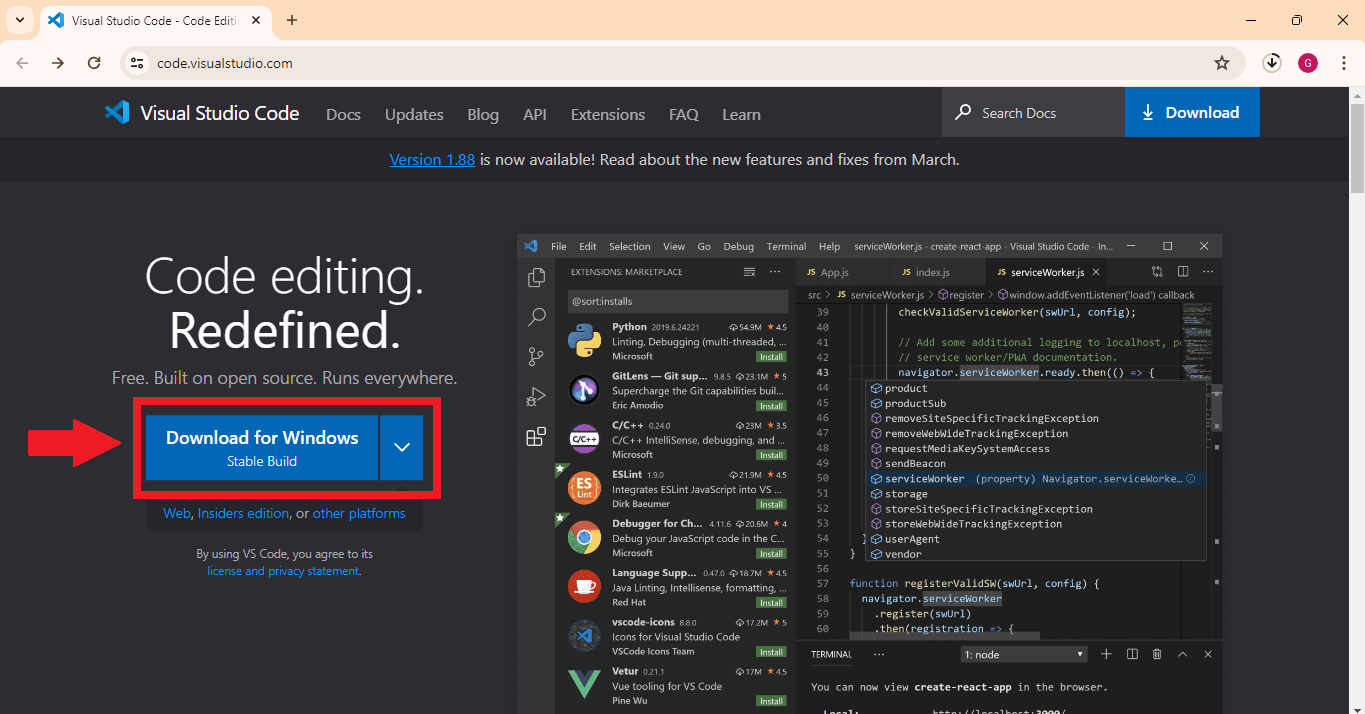 Visual Studio Code - Code Editi
code.visualstudio.com
G
Visual Studio Code Docs Updates Blog API Extensions FAQ Learn Search Docs Download
Version 1.88 is now available! Read about the new features and fixes from March.
Code editing.
Redefined.
Free. Built on open source. Runs everywhere.
Download for Windows
Stable Build
Web, Insiders edition, or other platforms
By using VS Code, you agree to its
license and privacy statement.
File Edit Selection View Go Debug Terminal Help serviceWorker.js - create-react-app - Visual Studio Code - In...
EXTENSIONS: MARKETPLACE
@sort:installs
Python 2019.6.24221 54.9M ★ 4.5
Linting, Debugging (multi-threaded, ...
Microsoft Install
GitLens — Git sup... 9.8.5 23.1M ★ 5
Supercharge the Git capabilities buil...
Eric Amodio Install
C/C++
C/C++ 0.24.0 23M ★ 3.5
C/C++ IntelliSense, debugging, and ...
Microsoft Install
ES
Lint
ESLint 1.9.0 21.9M ★ 4.5
Integrates ESLint JavaScript into VS ...
Dirk Baeumer Install
Debugger for Ch... 4.11.6 20.6M ★ 4
Debug your JavaScript code in the C...
Microsoft Install
Language Supp... 0.47.0 18.7M ★ 4.5
Java Linting, Intellisense, formatting, ...
Red Hat Install
vscode-icons 8.8.0 17.2M ★ 5
Icons for Visual Studio Code
VSCode Icons Team Install
Vetur 0.21.1 17M ★ 4.5
Vue tooling for VS Code
Pine Wu Install
JS App.js JS index.js JS serviceWorker.js
src > JS serviceWorker.js > register > window.addEventListener('load') callback
39 checkValidServiceWorker(swUrl, config);
40
41 // Add some additional logging to localhost, po
42 // service worker/PWA documentation.
43 navigator.serviceWorker.ready.then(() => {
44 product
45 productSub
46 removeSiteSpecificTrackingException
47 removeWebWideTrackingException
48 requestMediaKeySystemAccess
49 sendBeacon
50 serviceWorker (property) Navigator.serviceWorke...
51 storage
52 storeSiteSpecificTrackingException
53 storeWebWideTrackingException
54 } userAgent
55 } vendor
56
57 function registerValidSW(swUrl, config) {
58 navigator.serviceWorker
59 .register(swUrl)
60 .then(registration => {
TERMINAL ... 1: node
You can now view create-react-app in the browser.
Local: http://localhost:3000/